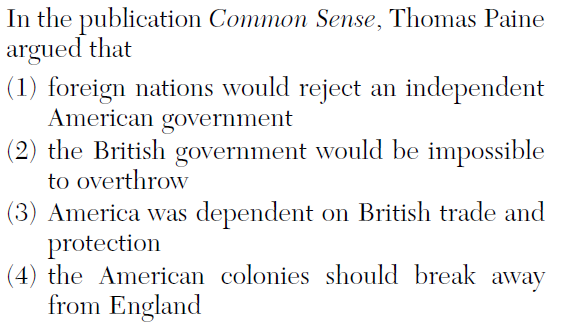 In the publication Common Sense, Thomas Paine
argued that
(1) foreign nations would reject an independent
American government
(2) the British government would be impossible
to overthrow
(3) America was dependent on British trade and
protection
(4) the American colonies should break away
from England